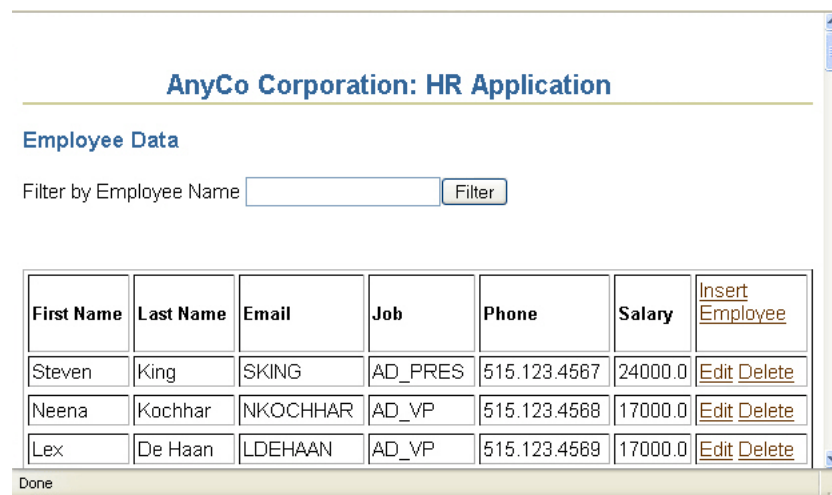 AnyCo Corporation: HR Application
Employee Data
Filter by Employee Name Filter
First Name Last Name Email Job Phone Salary Insert Employee
Steven King SKING AD_PRES 515.123.4567 24000.0 Edit Delete
Neena Kochhar NKOCHHAR AD_VP 515.123.4568 17000.0 Edit Delete
Lex De Haan LDEHAAN AD_VP 515.123.4569 17000.0 Edit Delete
Done